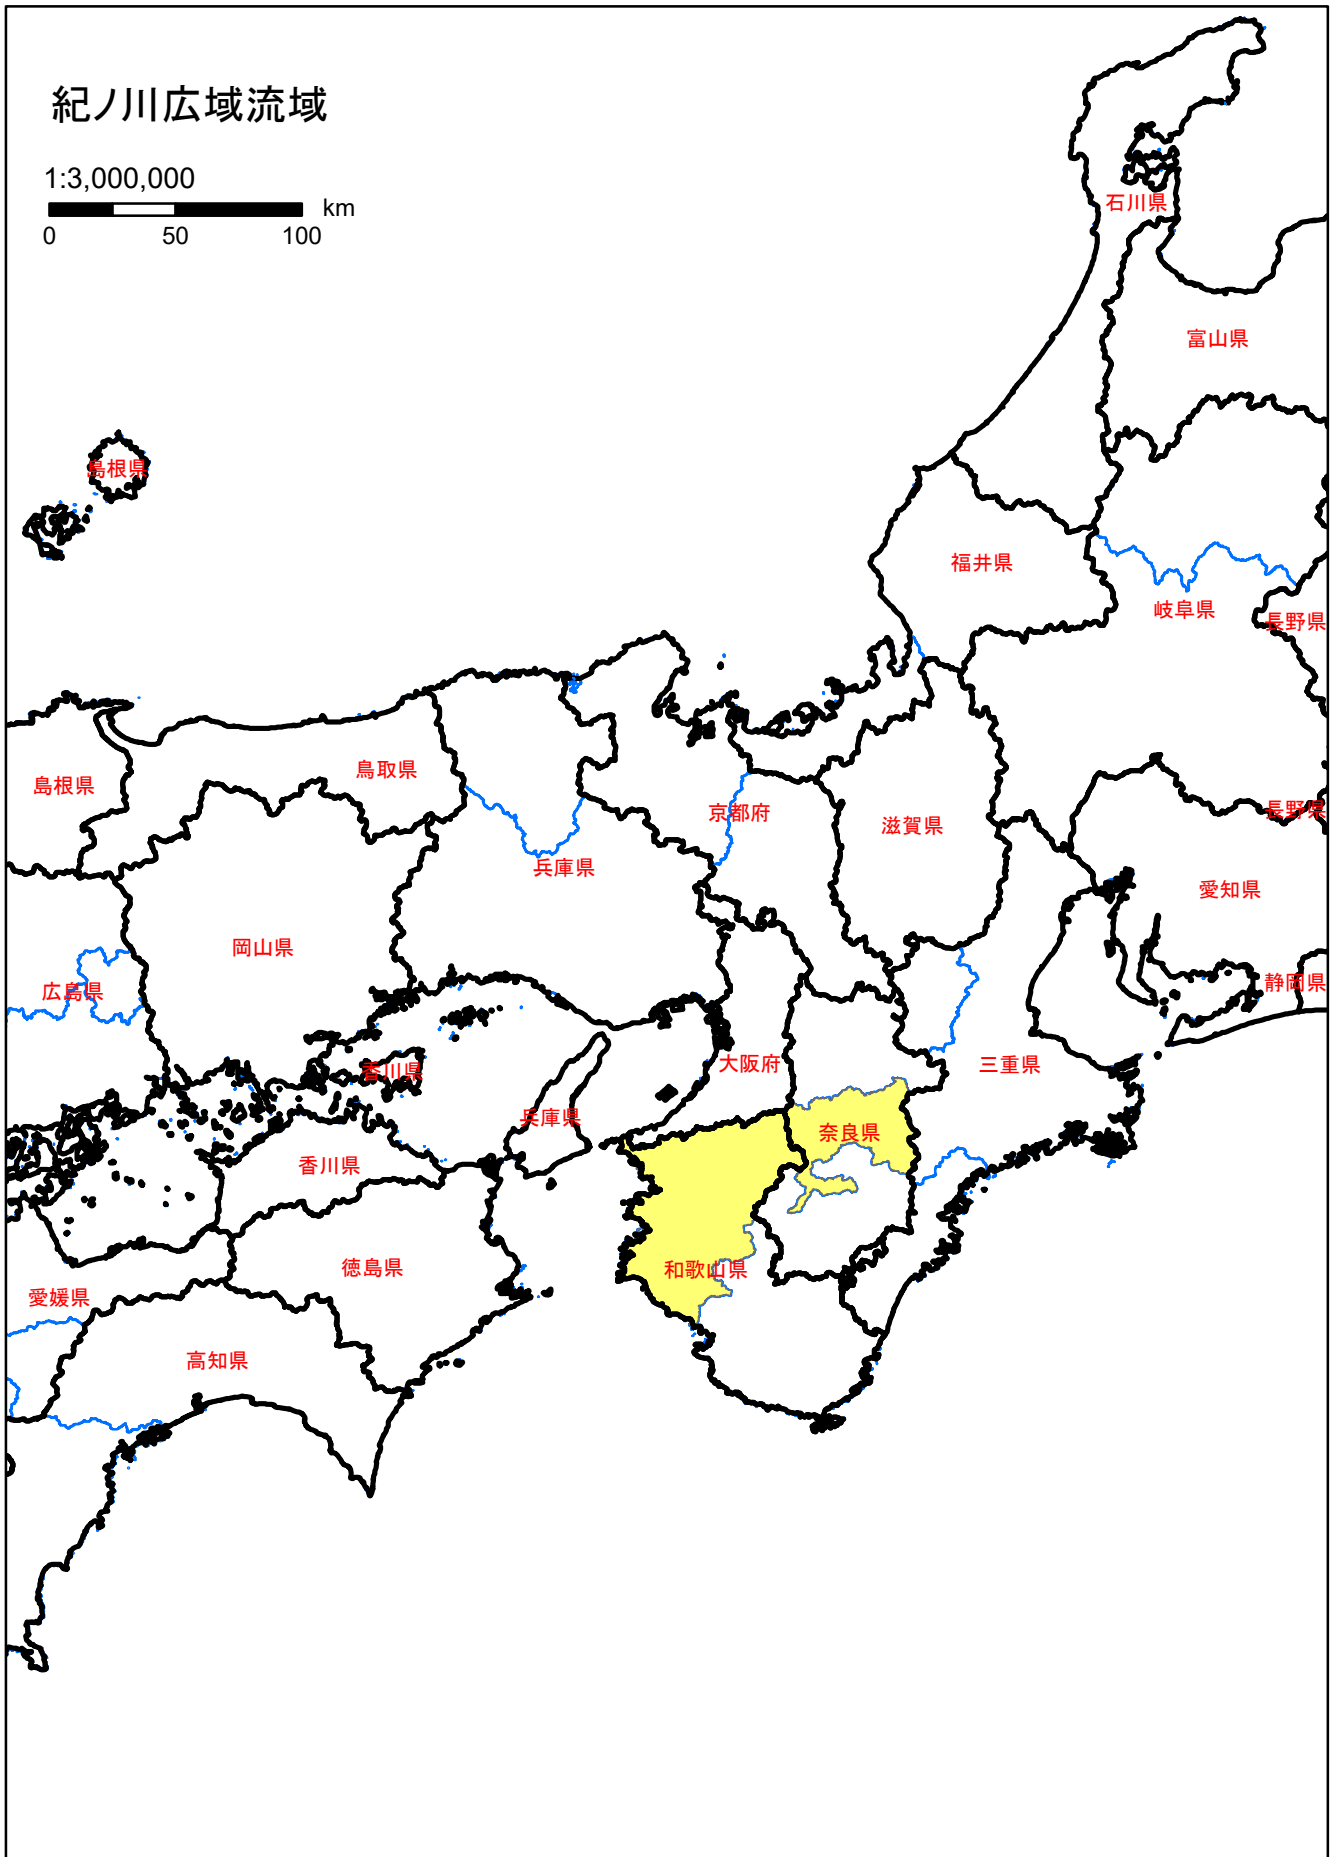 紀ノ川広域流域
1:3,000,000
km
0 50 100
石川県
富山県
島根県
福井県
岐阜県
長野県
島根県
鳥取県
京都府
滋賀県
長野県
兵庫県
愛知県
岡山県
広島県
静岡県
大阪府
三重県
香川県
兵庫県
奈良県
香川県
徳島県
和歌山県
愛媛県
高知県